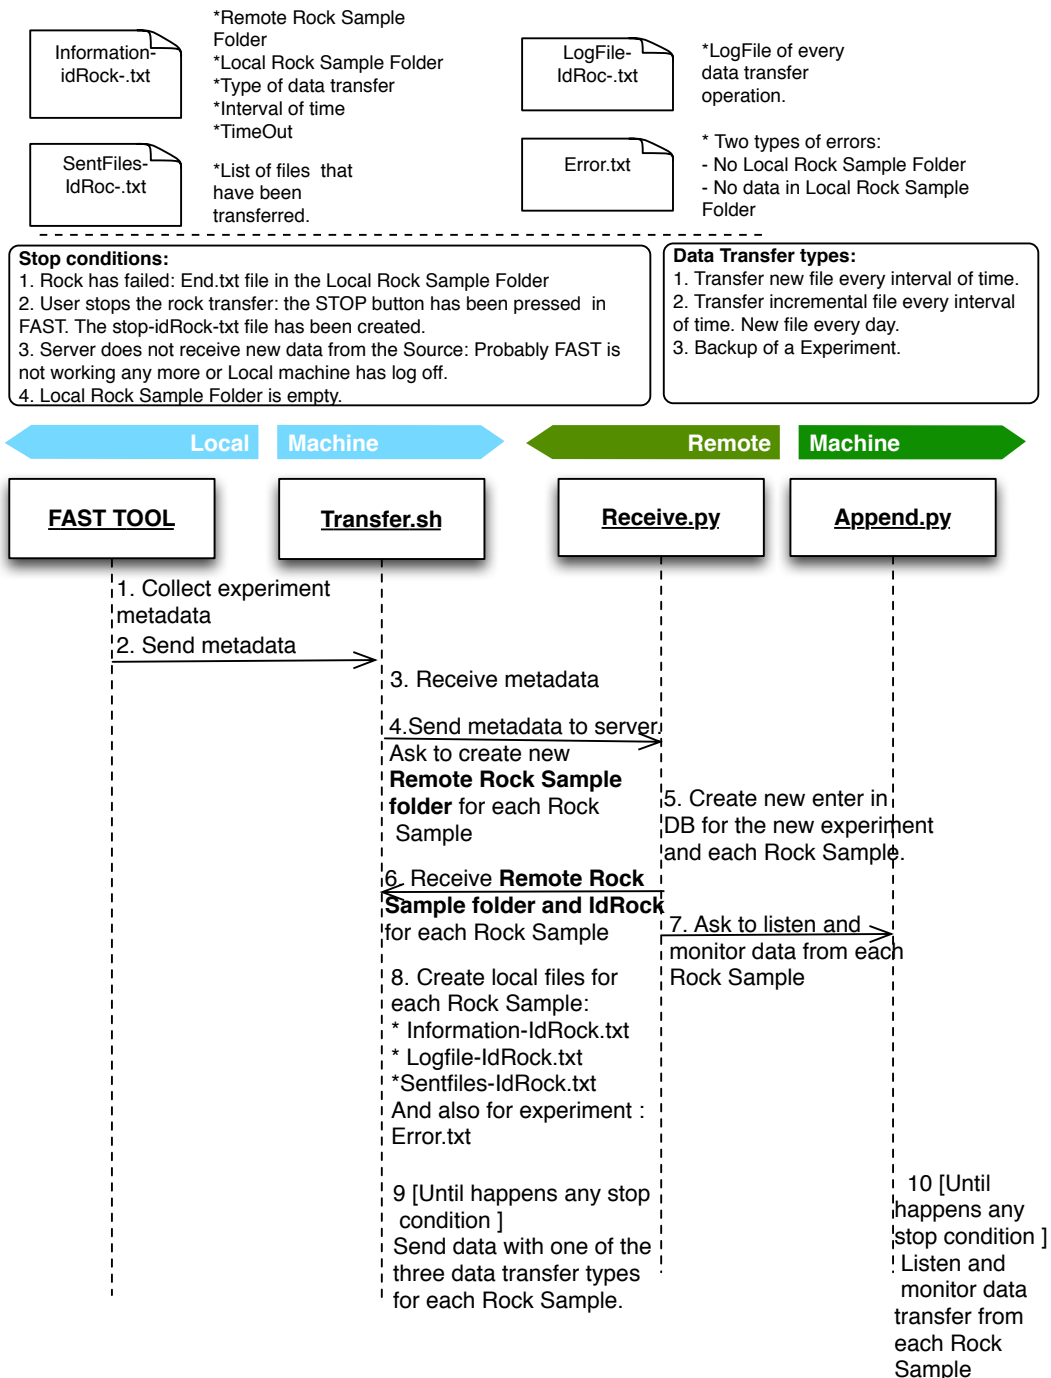 Information-
idRock-.txt
*Remote Rock Sample
Folder
*Local Rock Sample Folder
*Type of data transfer
*Interval of time
*TimeOut
LogFile-
IdRoc-.txt
*LogFile of every
data transfer
operation.
SentFiles-
IdRoc-.txt
*List of files that
have been
transferred.
Error.txt
* Two types of errors:
- No Local Rock Sample Folder
- No data in Local Rock Sample
Folder
Stop conditions:
1. Rock has failed: End.txt file in the Local Rock Sample Folder
2. User stops the rock transfer: the STOP button has been pressed in
FAST. The stop-idRock-txt file has been created.
3. Server does not receive new data from the Source: Probably FAST is
not working any more or Local machine has log off.
4. Local Rock Sample Folder is empty.
Data Transfer types:
1. Transfer new file every interval of time.
2. Transfer incremental file every interval
of time. New file every day.
3. Backup of a Experiment.
Local Machine
Remote Machine
FAST TOOL
Transfer.sh
Receive.py
Append.py
1. Collect experiment
metadata
2. Send metadata
3. Receive metadata
4.Send metadata to server.
Ask to create new
Remote Rock Sample
folder for each Rock
Sample
5. Create new enter in
DB for the new experiment
and each Rock Sample.
6. Receive Remote Rock
Sample folder and IdRock
for each Rock Sample
7. Ask to listen and
monitor data from each
Rock Sample
8. Create local files for
each Rock Sample:
* Information-IdRock.txt
* Logfile-IdRock.txt
*Sentfiles-IdRock.txt
And also for experiment :
Error.txt
9 [Until happens any stop
condition ]
Send data with one of the
three data transfer types
for each Rock Sample.
10 [Until
happens any
stop condition ]
Listen and
monitor data
transfer from
each Rock
Sample